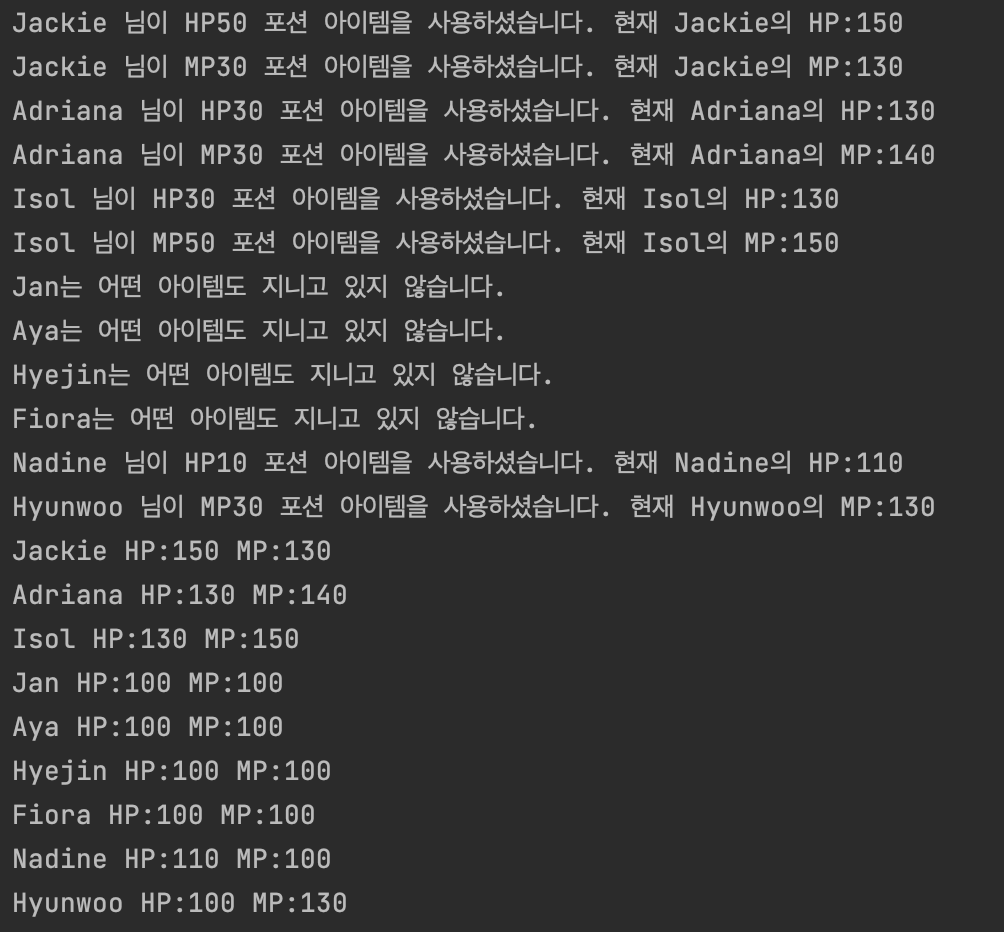 Jackie 님이 HP50 포션 아이템을 사용하셨습니다. 현재 Jackie의 HP:150
Jackie 님이 MP30 포션 아이템을 사용하셨습니다. 현재 Jackie의 MP:130
Adriana 님이 HP30 포션 아이템을 사용하셨습니다. 현재 Adriana의 HP:130
Adriana 님이 MP30 포션 아이템을 사용하셨습니다. 현재 Adriana의 MP:140
Isol 님이 HP30 포션 아이템을 사용하셨습니다. 현재 Isol의 HP:130
Isol 님이 MP50 포션 아이템을 사용하셨습니다. 현재 Isol의 MP:150
Jan는 어떤 아이템도 지니고 있지 않습니다.
Aya는 어떤 아이템도 지니고 있지 않습니다.
Hyejin는 어떤 아이템도 지니고 있지 않습니다.
Fiora는 어떤 아이템도 지니고 있지 않습니다.
Nadine 님이 HP10 포션 아이템을 사용하셨습니다. 현재 Nadine의 HP:110
Hyunwoo 님이 MP30 포션 아이템을 사용하셨습니다. 현재 Hyunwoo의 MP:130
Jackie HP:150 MP:130
Adriana HP:130 MP:140
Isol HP:130 MP:150
Jan HP:100 MP:100
Aya HP:100 MP:100
Hyejin HP:100 MP:100
Fiora HP:100 MP:100
Nadine HP:110 MP:100
Hyunwoo HP:100 MP:130